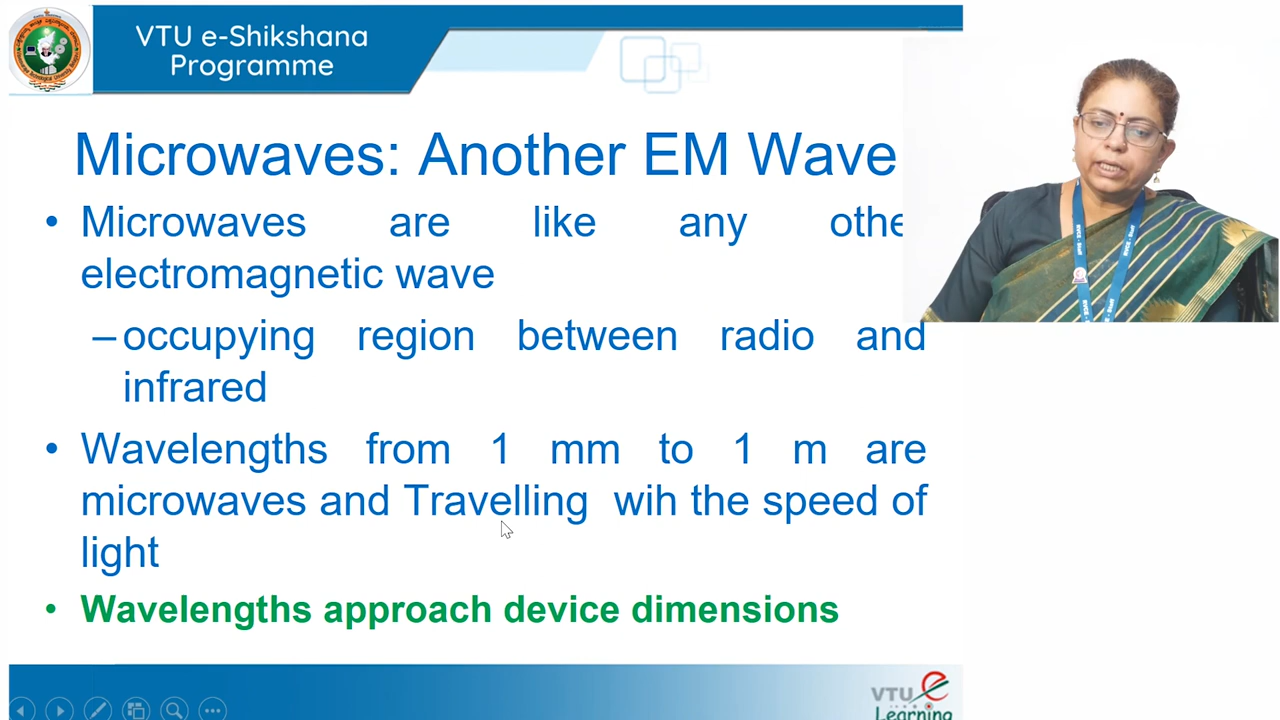 VTU e-Shikshana
Programme
Microwaves: Another EM Wave
• Microwaves are like any othe
electromagnetic wave
– occupying region between radio and
infrared
• Wavelengths from 1 mm to 1 m are
microwaves and Travelling wih the speed of
light
• Wavelengths approach device dimensions
VTU e
Learning